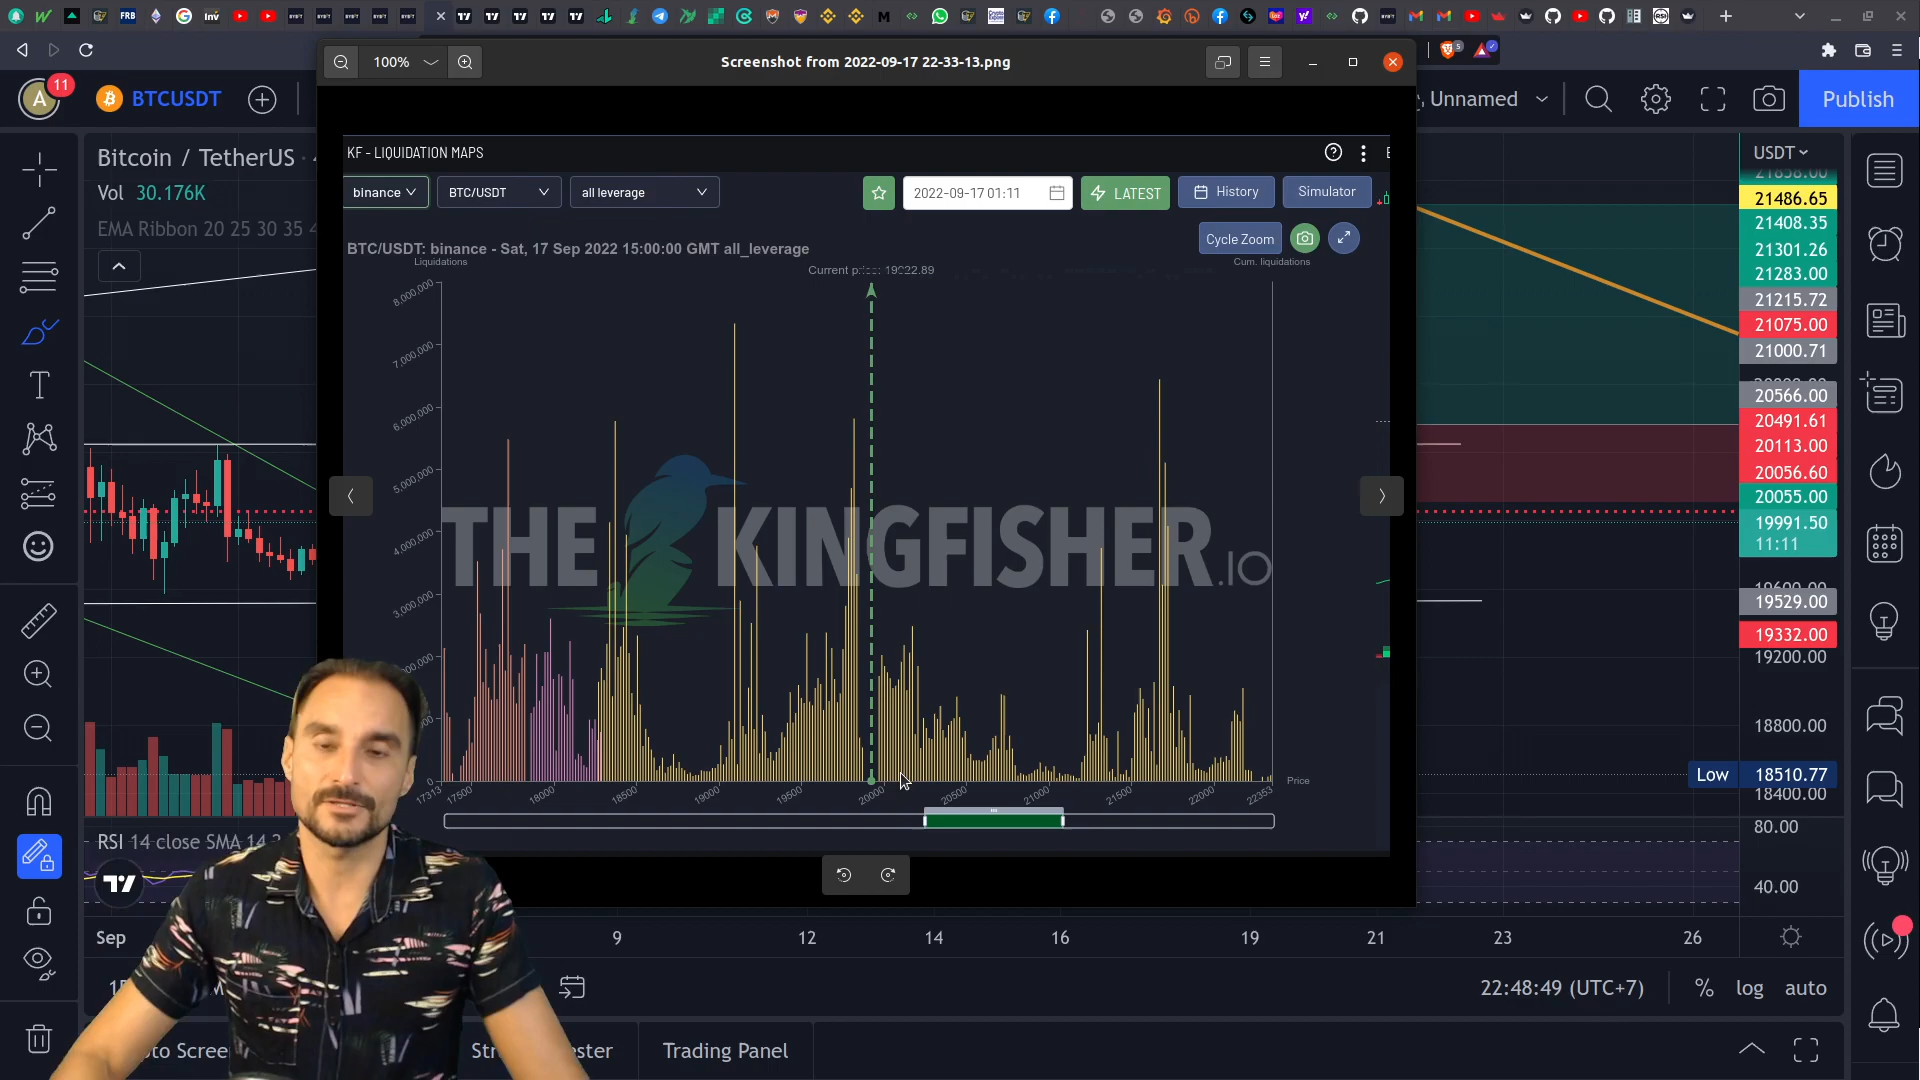 100%
Screenshot from 2022-09-17 22-33-13.png
11
A
BTCUSDT
Unnamed
Publish
KF - LIQUIDATION MAPS
binance
BTC/USDT
all leverage
2022-09-17 01:11
LATEST
History
Simulator
Cycle Zoom
BTC/USDT: binance - Sat, 17 Sep 2022 15:00:00 GMT all_leverage
Liquidations
Cum. liquidations
8,000,000
7,000,000
6,000,000
5,000,000
4,000,000
3,000,000
THE KINGFISHER.io
17313
17500
18000
18500
19000
19500
20000
20500
21000
21500
22000
22353
Price
Bitcoin / TetherUS
Vol 30.176K
EMA Ribbon 20 25 30 35
USDT
21486.65
21408.35
21301.26
21283.00
21215.72
21075.00
21000.71
20566.00
20491.61
20113.00
20056.60
20055.00
19991.50
11:11
19529.00
19332.00
19200.00
18800.00
Low 18510.77
18400.00
80.00
40.00
RSI 14 close SMA 14 2
Sep
9
12
14
16
19
21
23
26
22:48:49 (UTC+7)
% log auto
Trading Panel